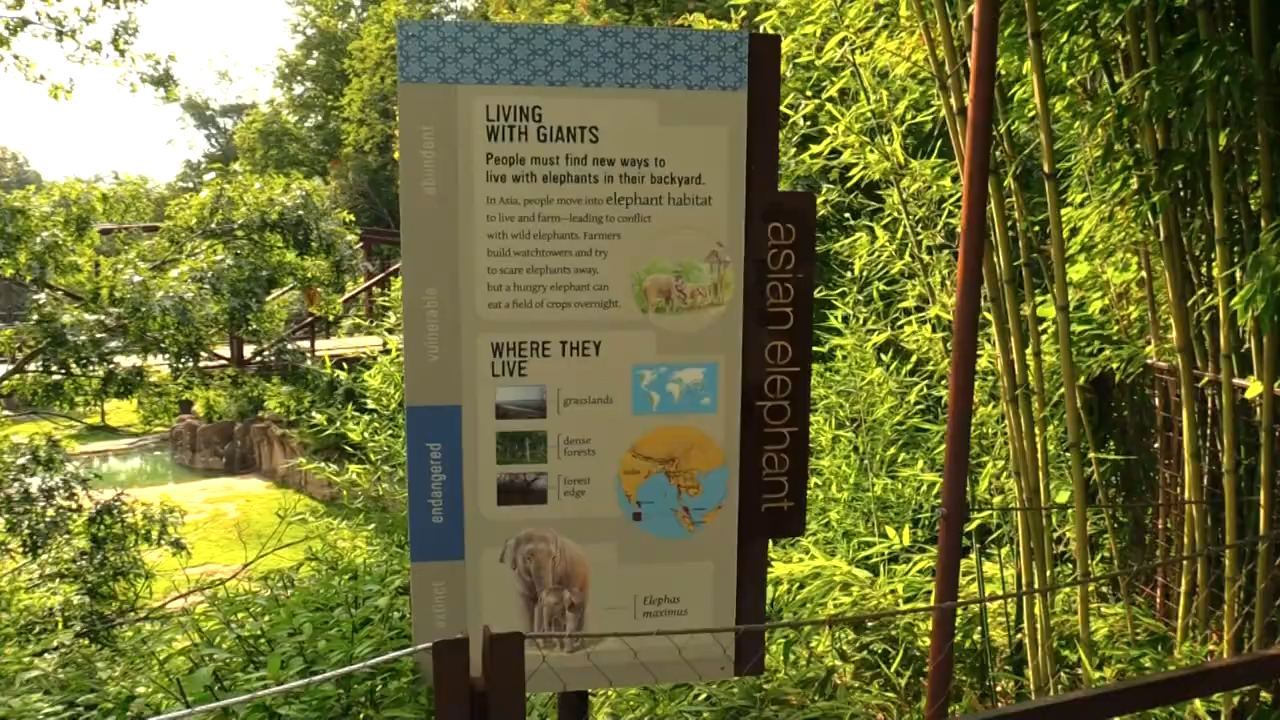 LIVING
WITH GIANTS
People must find new ways to
live with elephants in their backyard.
In Asia, people move into elephant habitat
to live and farm—leading to conflict
with wild elephants. Farmers
build watchtowers and try
to scare elephants away,
but a hungry elephant can
eat a field of crops overnight.
WHERE THEY
LIVE
grasslands
dense
forests
forest
edge
Elephas
maximus
abundant
vulnerable
endangered
extinct
asian elephant